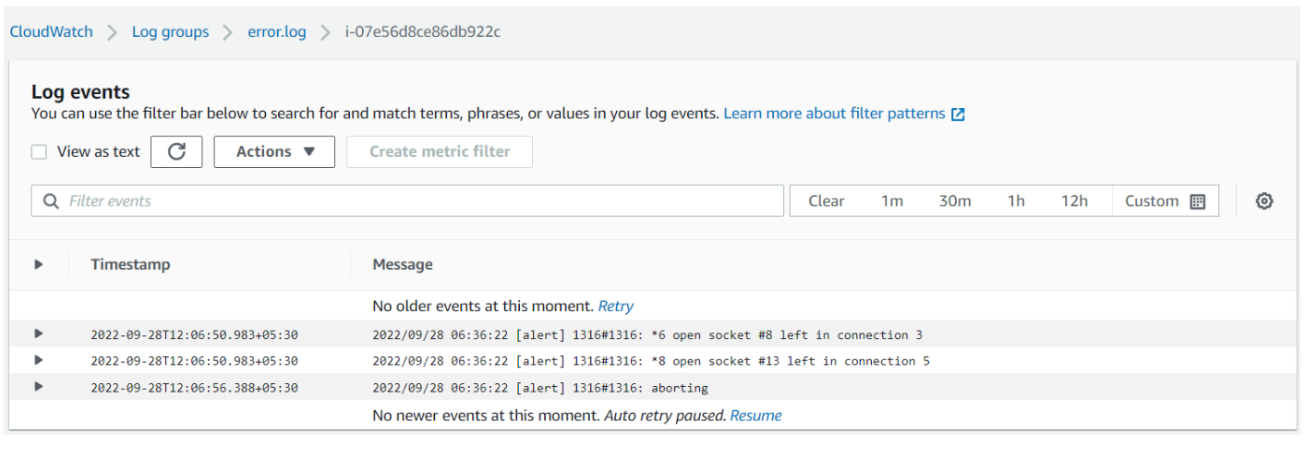 CloudWatch > Log groups > error.log > i-07e56d8ce86db922c
Log events
You can use the filter bar below to search for and match terms, phrases, or values in your log events. Learn more about filter patterns
View as text Actions Create metric filter
Filter events Clear 1m 30m 1h 12h Custom
Timestamp Message
No older events at this moment. Retry
2022-09-28T12:06:50.983+05:30 2022/09/28 06:36:22 [alert] 1316#1316: *6 open socket #8 left in connection 3
2022-09-28T12:06:50.983+05:30 2022/09/28 06:36:22 [alert] 1316#1316: *8 open socket #13 left in connection 5
2022-09-28T12:06:56.388+05:30 2022/09/28 06:36:22 [alert] 1316#1316: aborting
No newer events at this moment. Auto retry paused. Resume